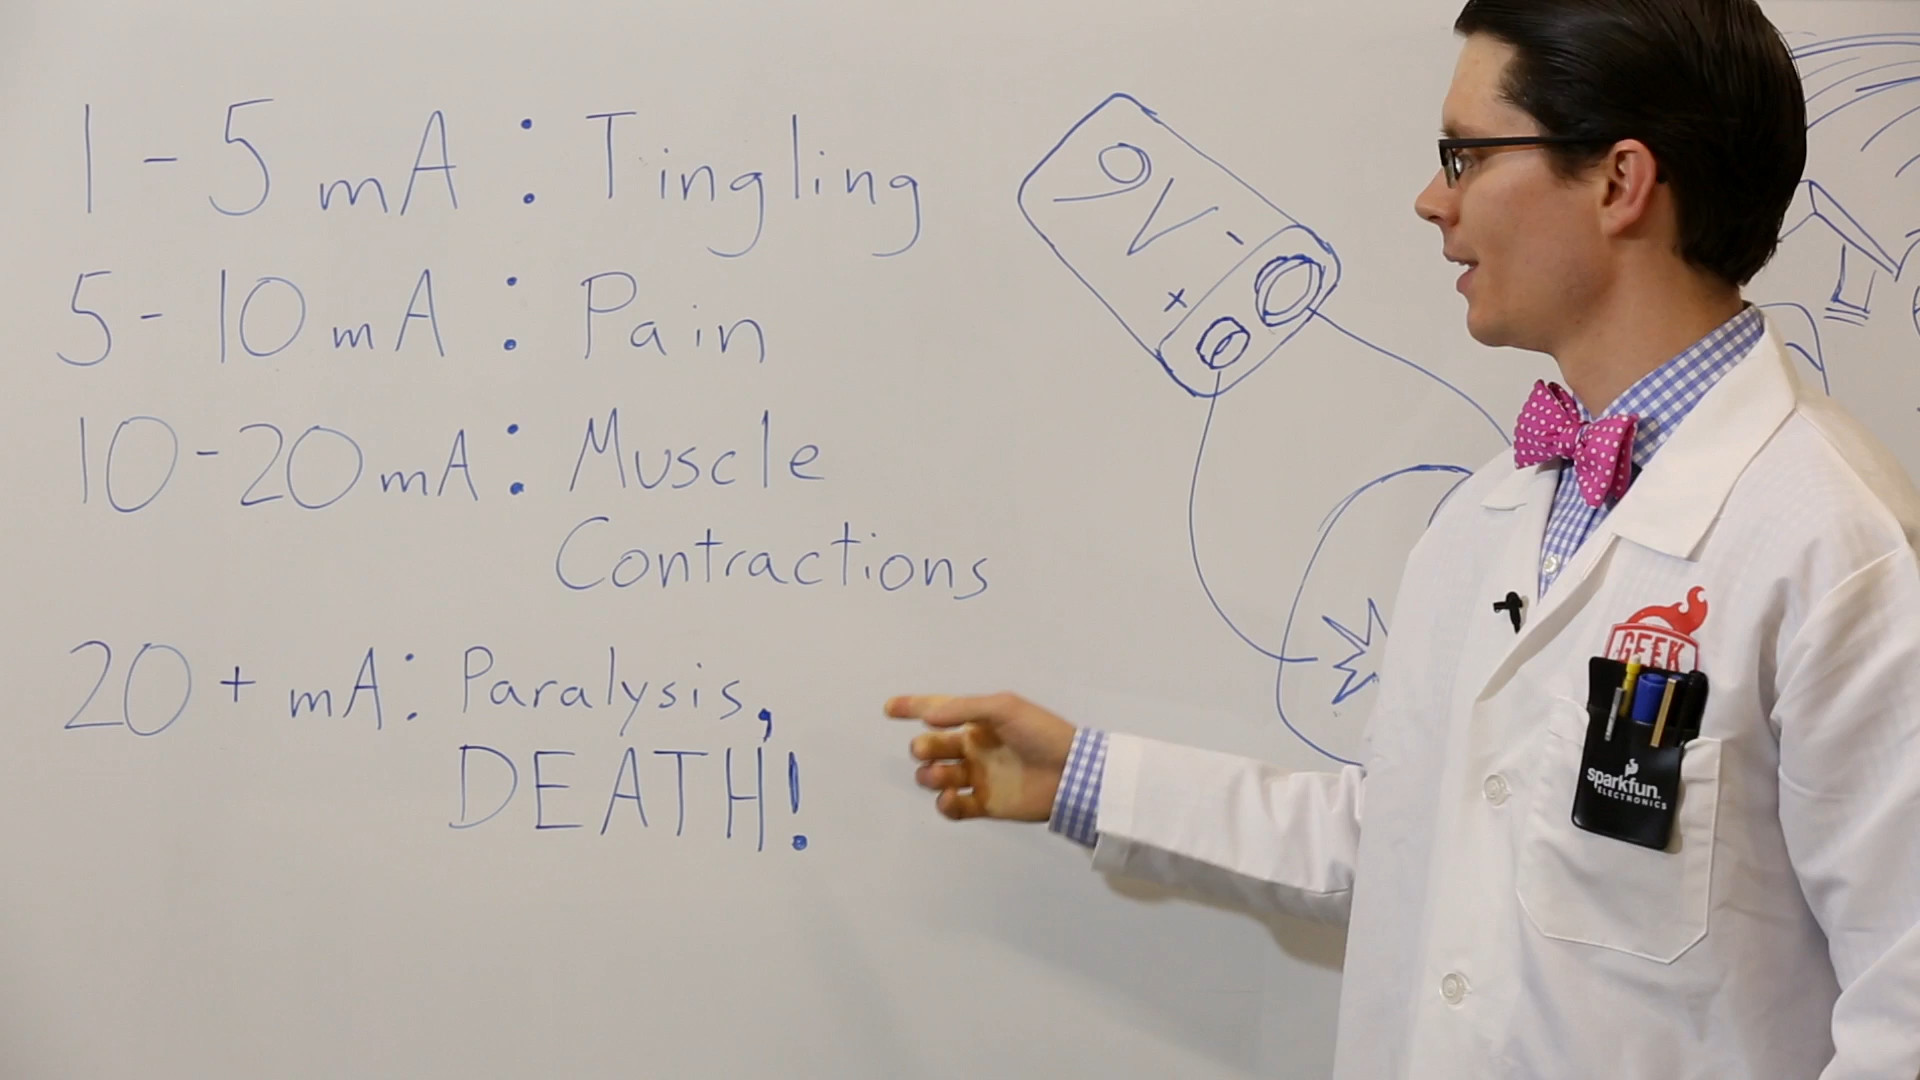 1-5 mA: Tingling
5-10 mA: Pain
10-20 mA: Muscle
Contractions
20+ mA: Paralysis,
DEATH!
9V
-
+
GEEK
sparkfun.
ELECTRONICS